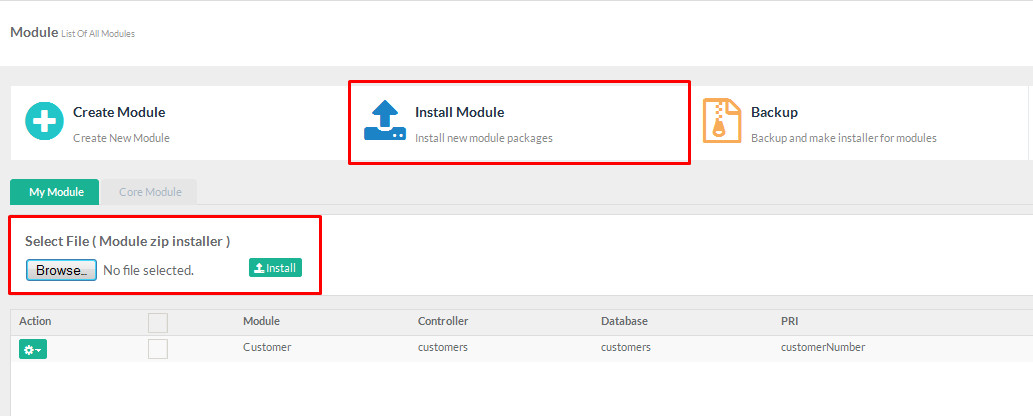 Module List Of All Modules
Create Module
Create New Module
Install Module
Install new module packages
Backup
Backup and make installer for modules
My Module
Core Module
Select File ( Module zip installer )
Browse.. No file selected. Install
Action Module Controller Database PRI
Customer customers customers customerNumber